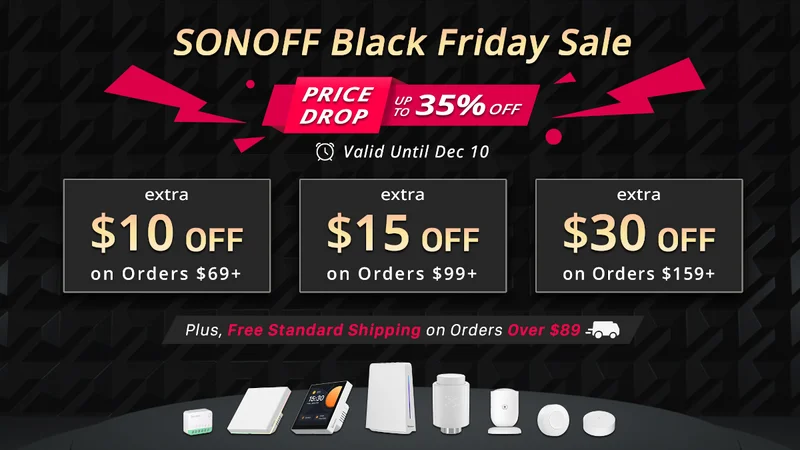 SONOFF Black Friday Sale
PRICE DROP
UP TO 35% OFF
Valid Until Dec 10
extra
$10 OFF
on Orders $69+
extra
$15 OFF
on Orders $99+
extra
$30 OFF
on Orders $159+
Plus, Free Standard Shipping on Orders Over $89
15:30